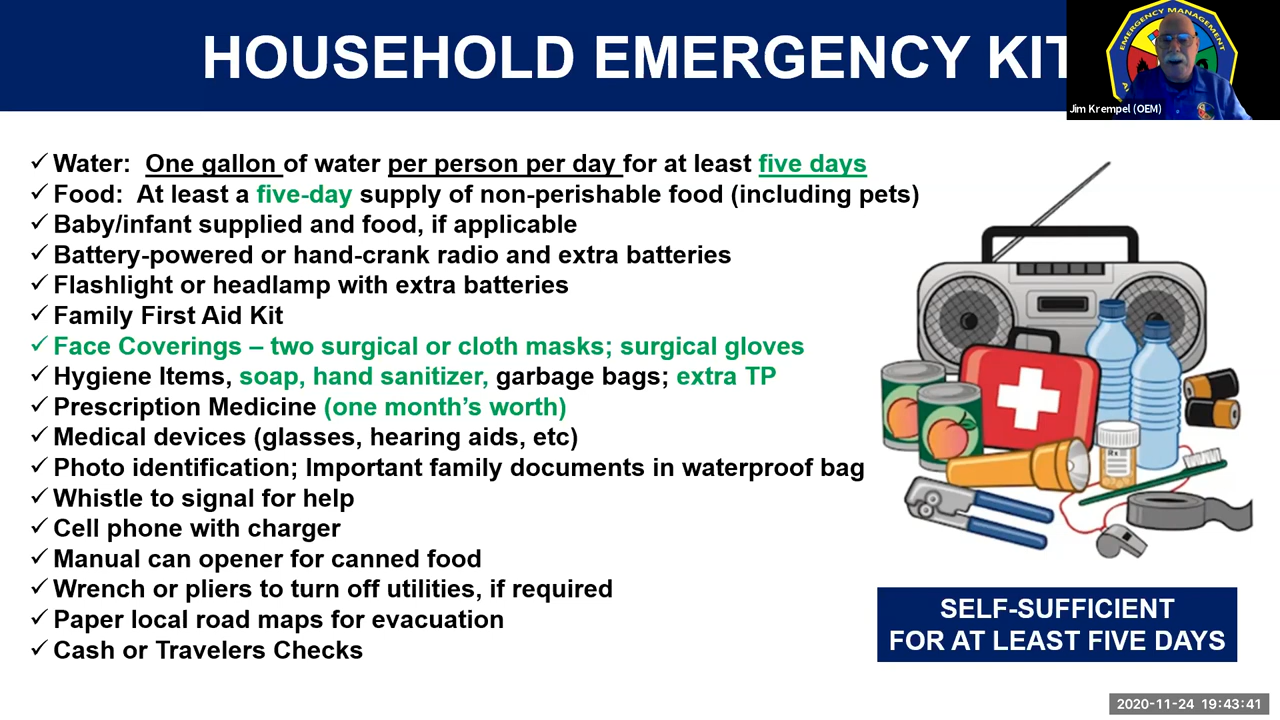 HOUSEHOLD EMERGENCY KIT
EMERGENCY MANAGEMENT
Jim Krempel (OEM)
✓ Water: One gallon of water per person per day for at least five days
✓ Food: At least a five-day supply of non-perishable food (including pets)
✓ Baby/infant supplied and food, if applicable
✓ Battery-powered or hand-crank radio and extra batteries
✓ Flashlight or headlamp with extra batteries
✓ Family First Aid Kit
✓ Face Coverings – two surgical or cloth masks; surgical gloves
✓ Hygiene Items, soap, hand sanitizer, garbage bags; extra TP
✓ Prescription Medicine (one month's worth)
✓ Medical devices (glasses, hearing aids, etc)
✓ Photo identification; Important family documents in waterproof bag
✓ Whistle to signal for help
✓ Cell phone with charger
✓ Manual can opener for canned food
✓ Wrench or pliers to turn off utilities, if required
✓ Paper local road maps for evacuation
✓ Cash or Travelers Checks
Rx
SELF-SUFFICIENT
FOR AT LEAST FIVE DAYS
2020-11-24 19:43:41